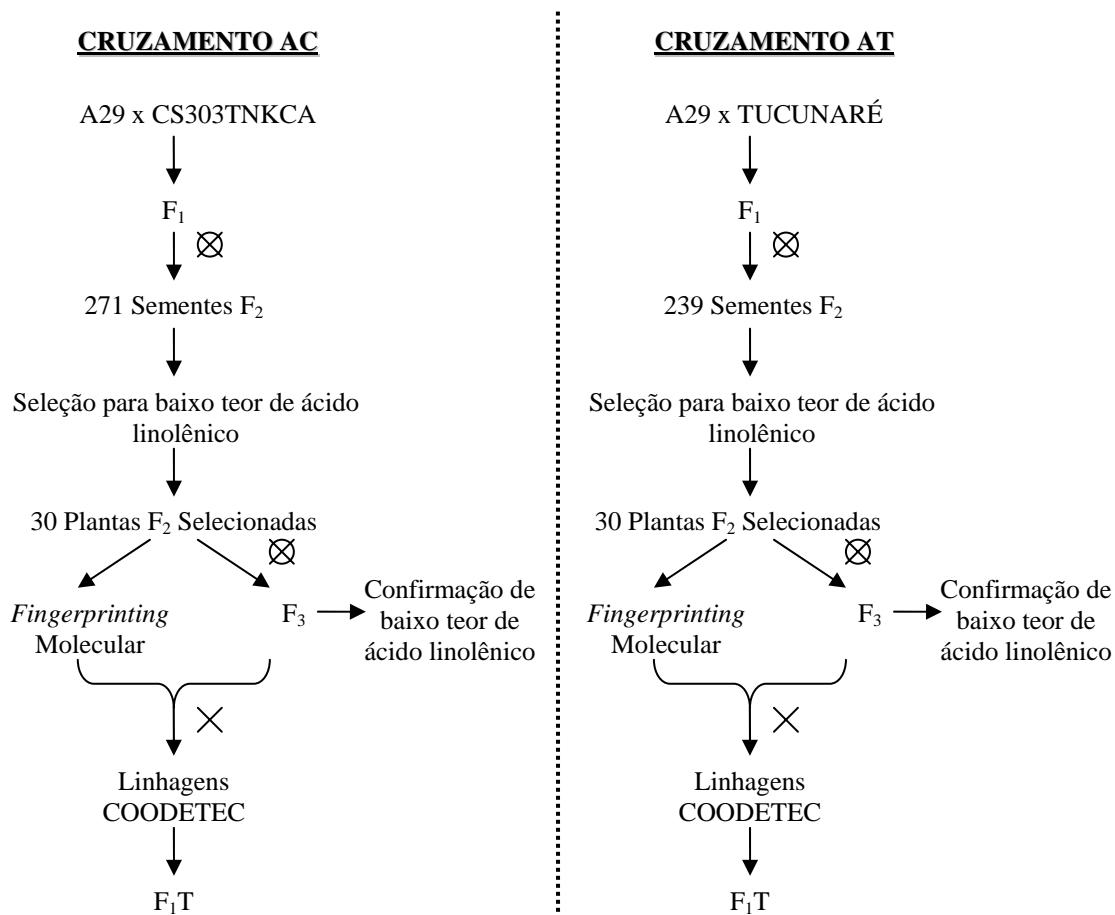 CRUZAMENTO AC
A29 x CS303TNKCA
F1
271 Sementes F2
Seleção para baixo teor de ácido
linolênico
30 Plantas F2 Selecionadas
Fingerprinting
Molecular
F3
Confirmação de
baixo teor de
ácido linolênico
Linhagens
COODETEC
F1T
CRUZAMENTO AT
A29 x TUCUNARÉ
F1
239 Sementes F2
Seleção para baixo teor de ácido
linolênico
30 Plantas F2 Selecionadas
Fingerprinting
Molecular
F3
Confirmação de
baixo teor de
ácido linolênico
Linhagens
COODETEC
F1T